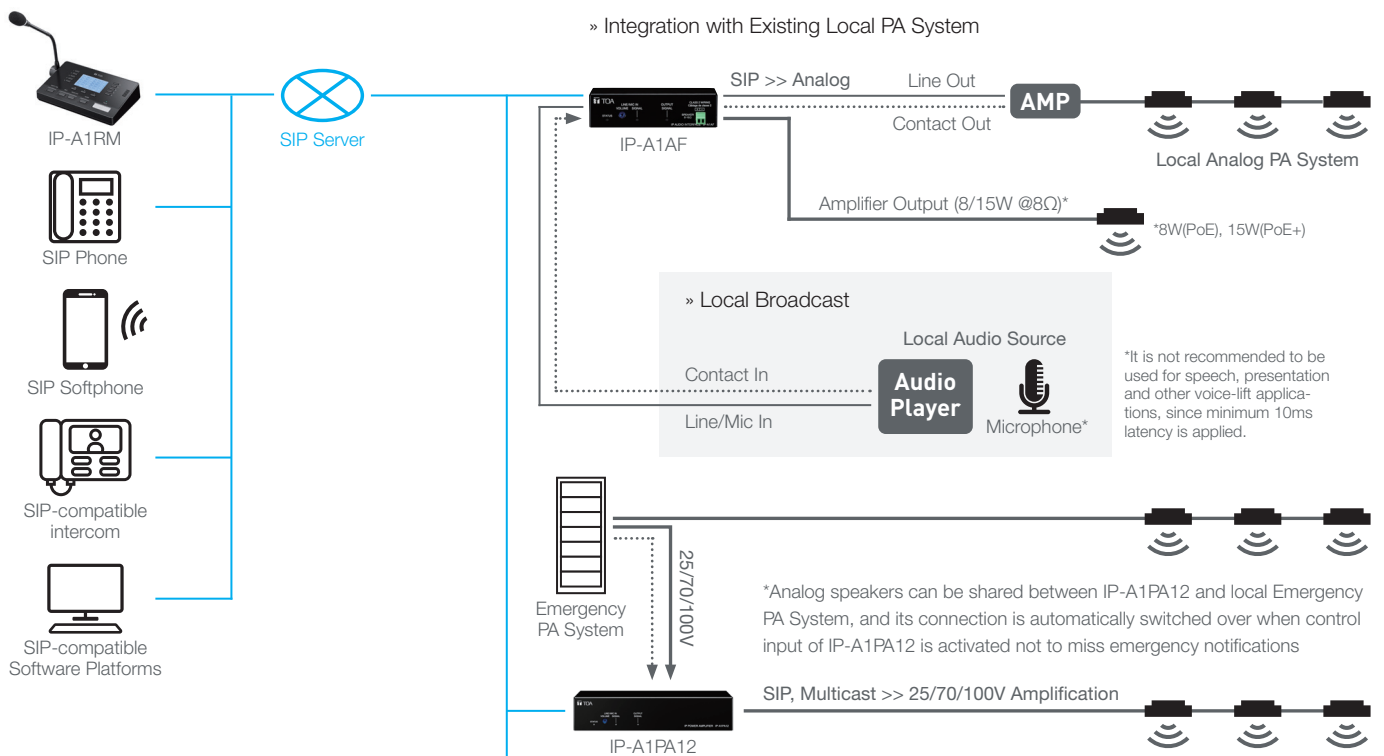 » Integration with Existing Local PA System
IP-A1RM
SIP Server
SIP Phone
SIP Softphone
SIP-compatible
intercom
SIP-compatible
Software Platforms
TOA
IP-A1AF
SIP >> Analog
Line Out
Contact Out
AMP
Local Analog PA System
Amplifier Output (8/15W @8Ω)*
*8W(PoE), 15W(PoE+)
» Local Broadcast
Local Audio Source
Contact In
Line/Mic In
Audio
Player
Microphone*
*It is not recommended to be
used for speech, presentation
and other voice-lift applica-
tions, since minimum 10ms
latency is applied.
Emergency
PA System
25/70/100V
*Analog speakers can be shared between IP-A1PA12 and local Emergency
PA System, and its connection is automatically switched over when control
input of IP-A1PA12 is activated not to miss emergency notifications
TOA
IP-A1PA12
SIP, Multicast >> 25/70/100V Amplification